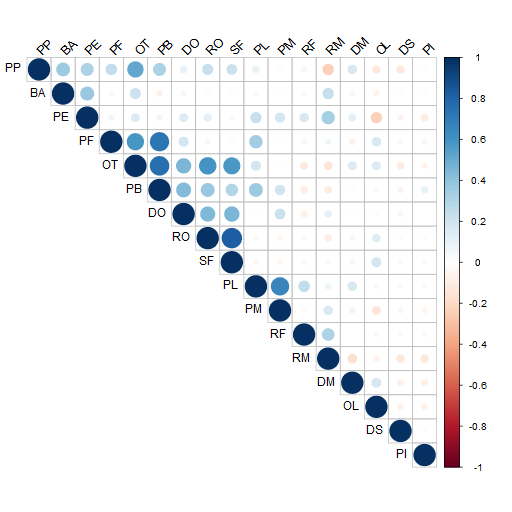 PP BA PE PF OT PB DO RO SF PL PM RF RM DM OL DS PI
PP
BA
PE
PF
OT
PB
DO
RO
SF
PL
PM
RF
RM
DM
OL
DS
PI
1
0.8
0.6
0.4
0.2
0
-0.2
-0.4
-0.6
-0.8
-1